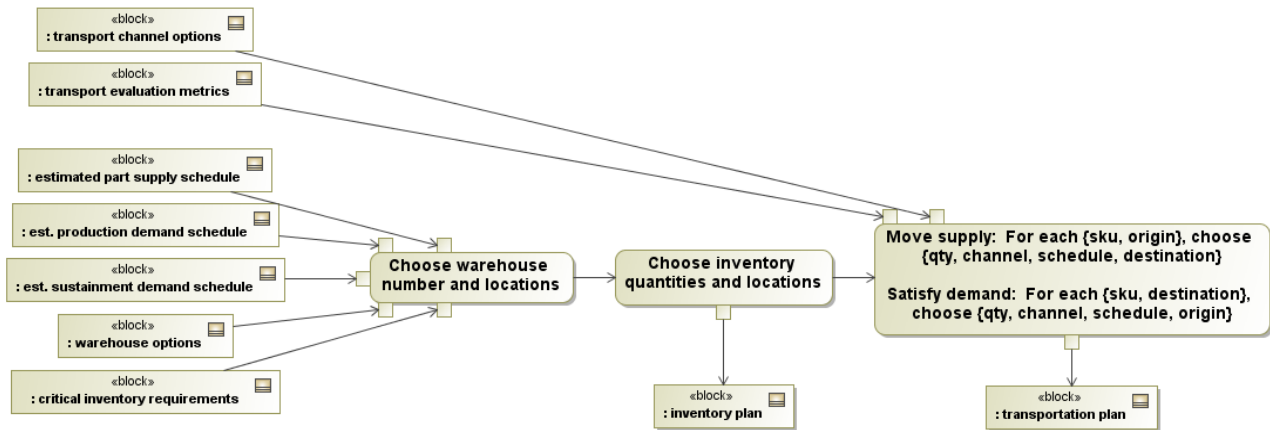 «block»
: transport channel options
«block»
: transport evaluation metrics
«block»
: estimated part supply schedule
«block»
: est. production demand schedule
«block»
: est. sustainment demand schedule
«block»
: warehouse options
«block»
: critical inventory requirements
Choose warehouse
number and locations
Choose inventory
quantities and locations
Move supply: For each {sku, origin}, choose
{qty, channel, schedule, destination}
Satisfy demand: For each {sku, destination},
choose {qty, channel, schedule, origin}
«block»
: inventory plan
«block»
: transportation plan